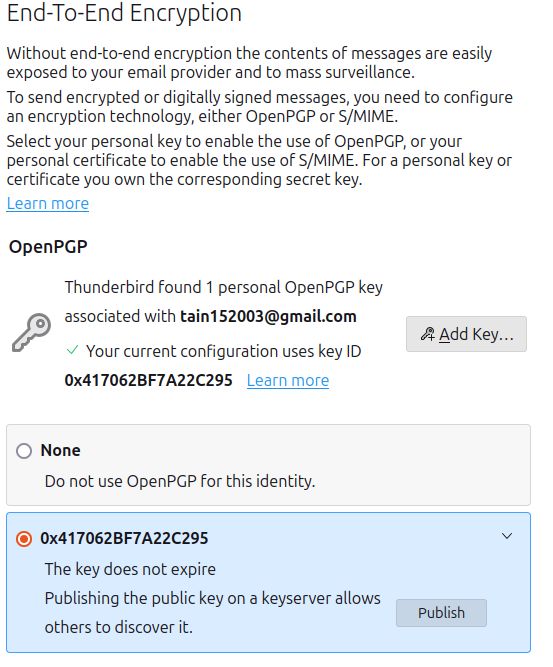 End-To-End Encryption
Without end-to-end encryption the contents of messages are easily
exposed to your email provider and to mass surveillance.
To send encrypted or digitally signed messages, you need to configure
an encryption technology, either OpenPGP or S/MIME.
Select your personal key to enable the use of OpenPGP, or your
personal certificate to enable the use of S/MIME. For a personal key or
certificate you own the corresponding secret key.
Learn more
OpenPGP
Thunderbird found 1 personal OpenPGP key
associated with tain152003@gmail.com
Your current configuration uses key ID
0x417062BF7A22C295 Learn more
Add Key...
None
Do not use OpenPGP for this identity.
0x417062BF7A22C295
The key does not expire
Publishing the public key on a keyserver allows
others to discover it.
Publish